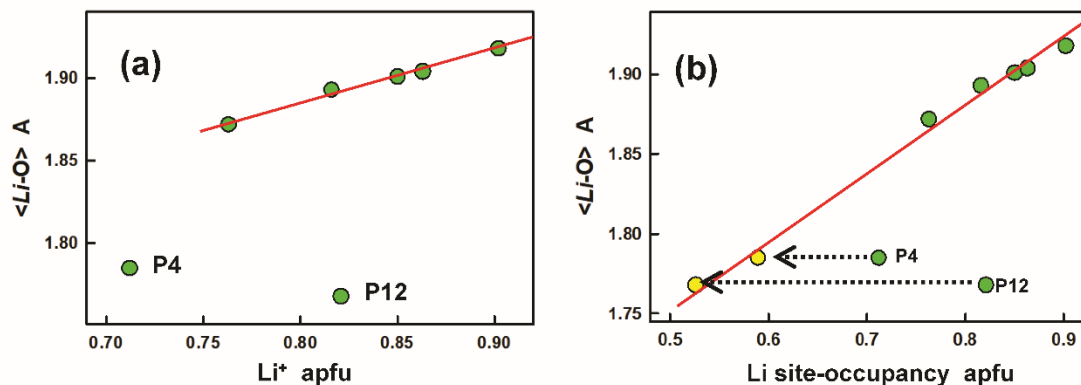 (a)
<Li-O> A
1.90
1.85
1.80
P4
P12
0.70 0.75 0.80 0.85 0.90
Li⁺ apfu
(b)
<Li-O> A
1.90
1.85
1.80
1.75
P4
P12
0.5 0.6 0.7 0.8 0.9
Li site-occupancy apfu